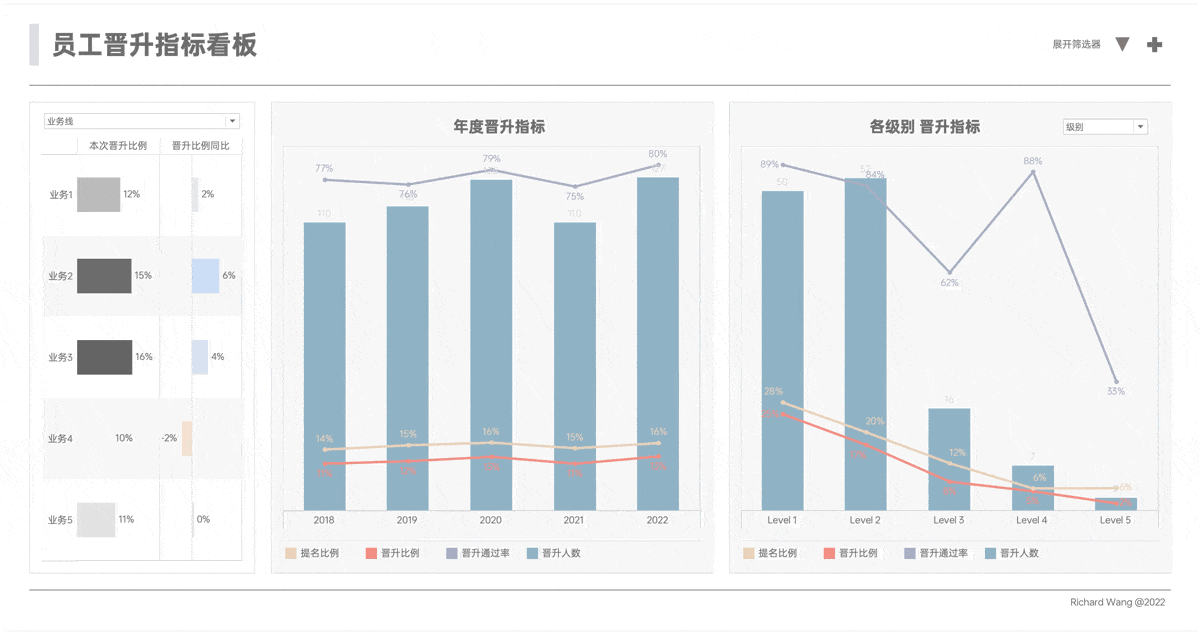 员工晋升指标看板
展开筛选器
业务线
本次晋升比例 晋升比例同比
业务1 12% 2%
业务2 15% 6%
业务3 16% 4%
业务4 10% -2%
业务5 11% 0%
年度晋升指标
77% 76% 79% 75% 80%
110 110
14% 15% 16% 15% 16%
2018 2019 2020 2021 2022
提名比例 晋升比例 晋升通过率 晋升人数
各级别 晋升指标
级别
89% 84% 62% 88% 33%
50 16 7
28% 20% 12% 6% 6%
Level 1 Level 2 Level 3 Level 4 Level 5
提名比例 晋升比例 晋升通过率 晋升人数
Richard Wang @2022